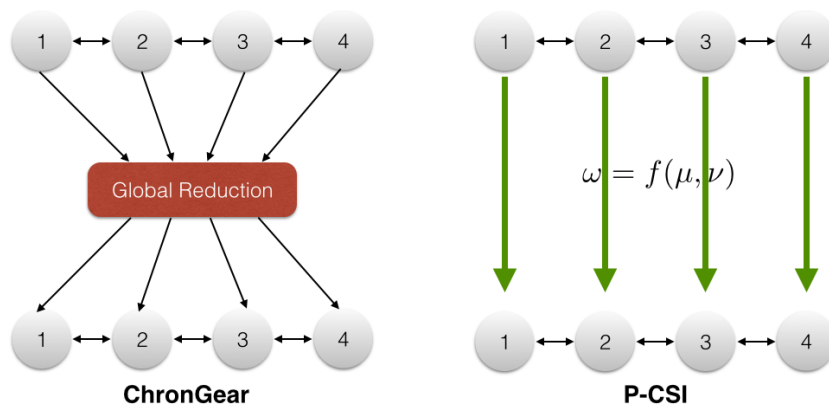 1 2 3 4
Global Reduction
1 2 3 4
ChronGear
1 2 3 4
ω = f(μ, ν)
1 2 3 4
P-CSI